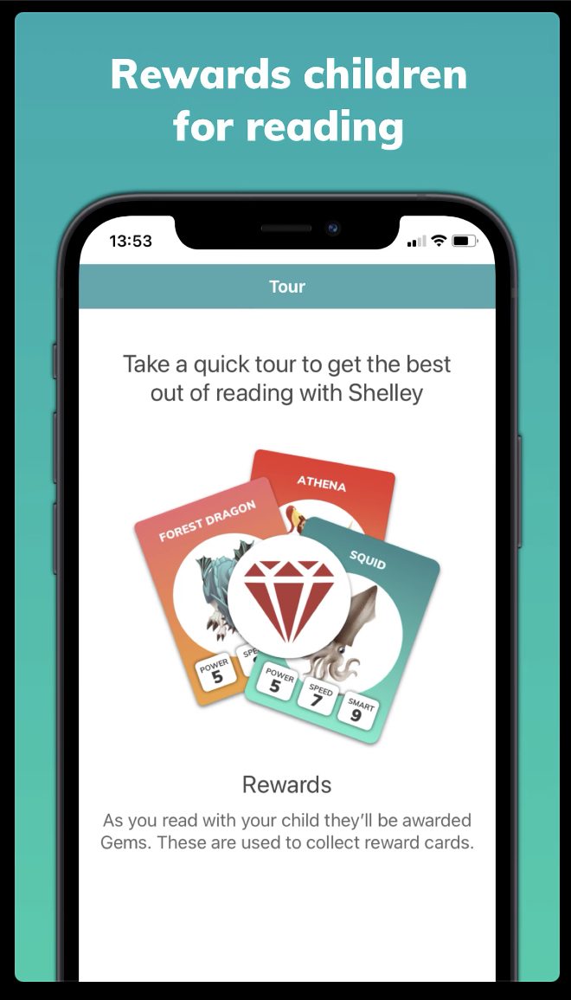 Rewards children
for reading
13:53
Tour
Take a quick tour to get the best
out of reading with Shelley
ATHENA
FOREST DRAGON
SQUID
POWER
5
POWER
5
SPEED
7
SMART
9
Rewards
As you read with your child they’ll be awarded
Gems. These are used to collect reward cards.